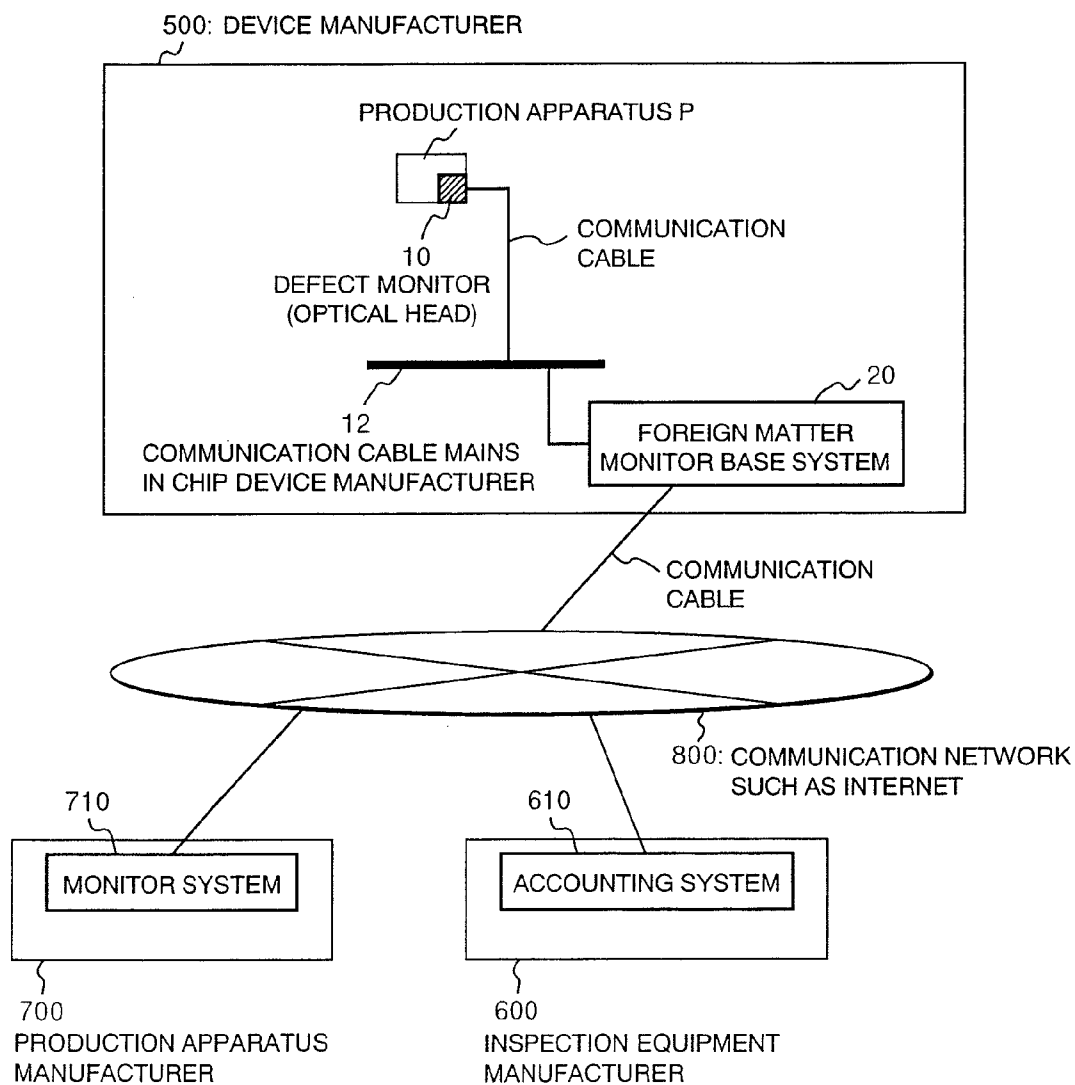 500: DEVICE MANUFACTURER
PRODUCTION APPARATUS P
COMMUNICATION
CABLE
10
DEFECT MONITOR
(OPTICAL HEAD)
12
COMMUNICATION CABLE MAINS
IN CHIP DEVICE MANUFACTURER
20
FOREIGN MATTER
MONITOR BASE SYSTEM
COMMUNICATION
CABLE
800: COMMUNICATION NETWORK
SUCH AS INTERNET
710
MONITOR SYSTEM
610
ACCOUNTING SYSTEM
700
PRODUCTION APPARATUS
MANUFACTURER
600
INSPECTION EQUIPMENT
MANUFACTURER